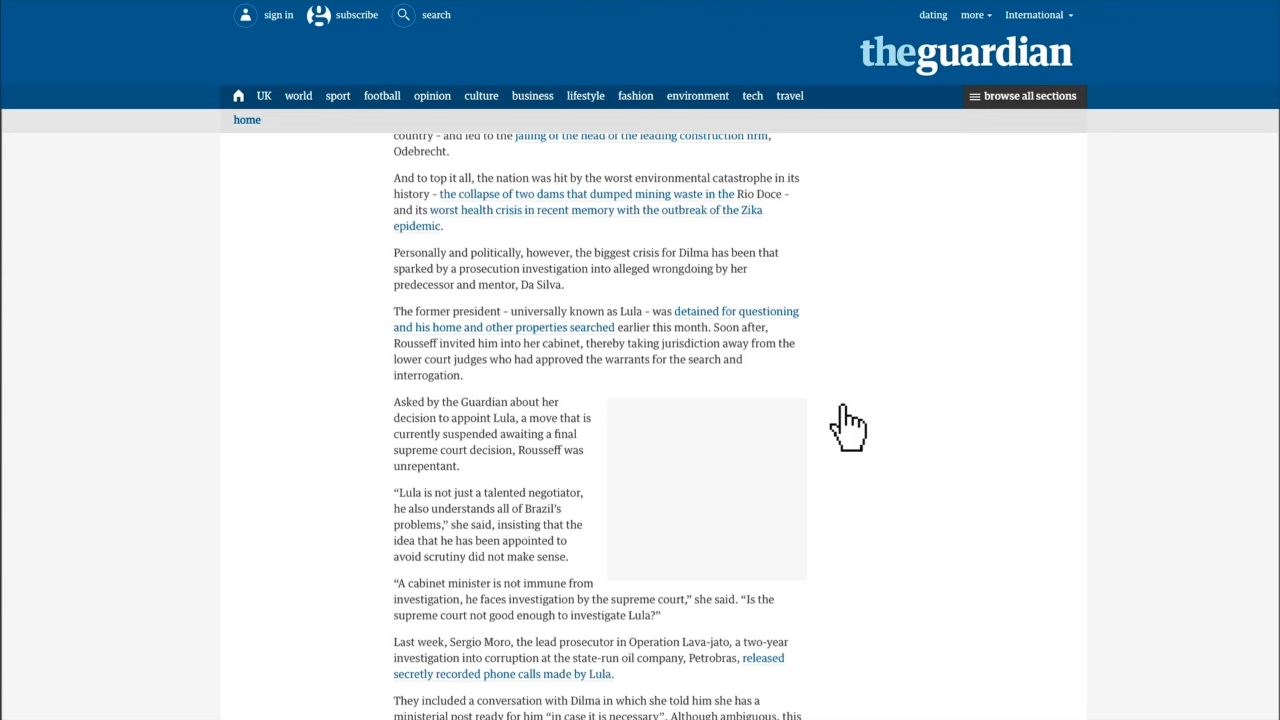 sign in
subscribe
search
dating
more
International
theguardian
UK
world
sport
football
opinion
culture
business
lifestyle
fashion
environment
tech
travel
browse all sections
home
country - and led to the jailing of the head of the leading construction firm,
Odebrecht.
And to top it all, the nation was hit by the worst environmental catastrophe in its
history - the collapse of two dams that dumped mining waste in the Rio Doce -
and its worst health crisis in recent memory with the outbreak of the Zika
epidemic.
Personally and politically, however, the biggest crisis for Dilma has been that
sparked by a prosecution investigation into alleged wrongdoing by her
predecessor and mentor, Da Silva.
The former president - universally known as Lula - was detained for questioning
and his home and other properties searched earlier this month. Soon after,
Rousseff invited him into her cabinet, thereby taking jurisdiction away from the
lower court judges who had approved the warrants for the search and
interrogation.
Asked by the Guardian about her
decision to appoint Lula, a move that is
currently suspended awaiting a final
supreme court decision, Rousseff was
unrepentant.
“Lula is not just a talented negotiator,
he also understands all of Brazil’s
problems,” she said, insisting that the
idea that he has been appointed to
avoid scrutiny did not make sense.
“A cabinet minister is not immune from
investigation, he faces investigation by the supreme court,” she said. “Is the
supreme court not good enough to investigate Lula?”
Last week, Sergio Moro, the lead prosecutor in Operation Lava-jato, a two-year
investigation into corruption at the state-run oil company, Petrobras, released
secretly recorded phone calls made by Lula.
They included a conversation with Dilma in which she told him she has a
ministerial post ready for him “in case it is necessary”. Although ambiguous, this